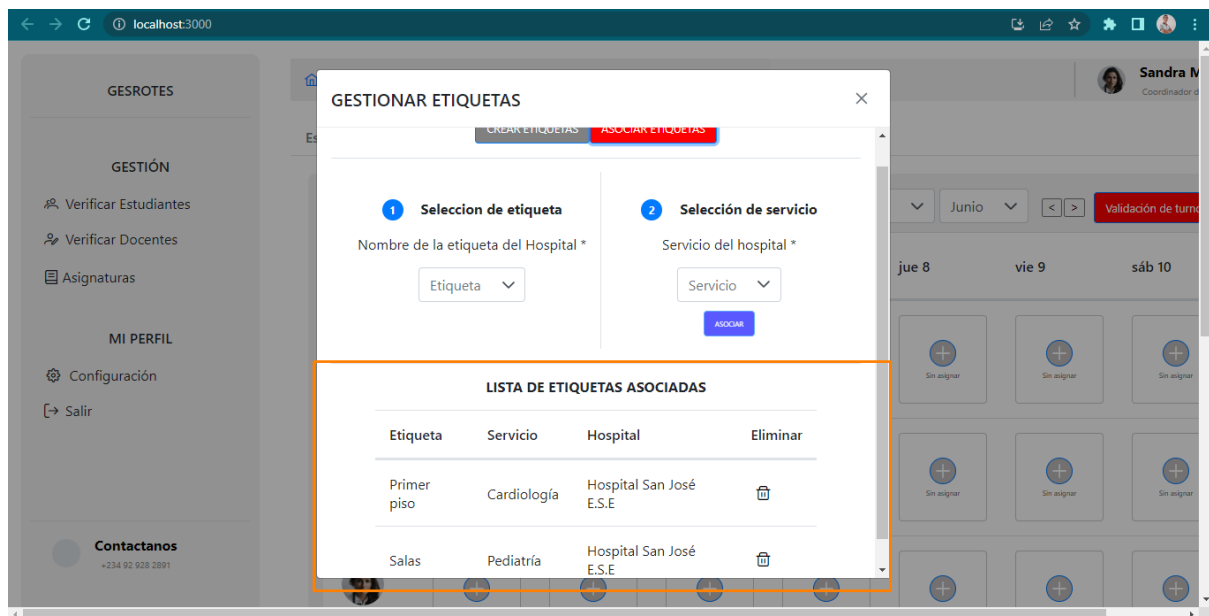 localhost:3000
GESROTES
GESTIÓN
Verificar Estudiantes
Verificar Docentes
Asignaturas
MI PERFIL
Configuración
Salir
Contactanos
+234 92 928 2891
Sandra M
Coordinador d
Es
GESTIONAR ETIQUETAS
CREAR ETIQUETAS ASOCIAR ETIQUETAS
1 Seleccion de etiqueta
Nombre de la etiqueta del Hospital *
Etiqueta
2 Selección de servicio
Servicio del hospital *
Servicio
ASOCIAR
LISTA DE ETIQUETAS ASOCIADAS
Etiqueta Servicio Hospital Eliminar
Primer piso Cardiología Hospital San José E.S.E
Salas Pediatría Hospital San José E.S.E
Junio < > Validación de turno
jue 8 vie 9 sáb 10
Sin asignar Sin asignar Sin asignar
Sin asignar Sin asignar Sin asignar